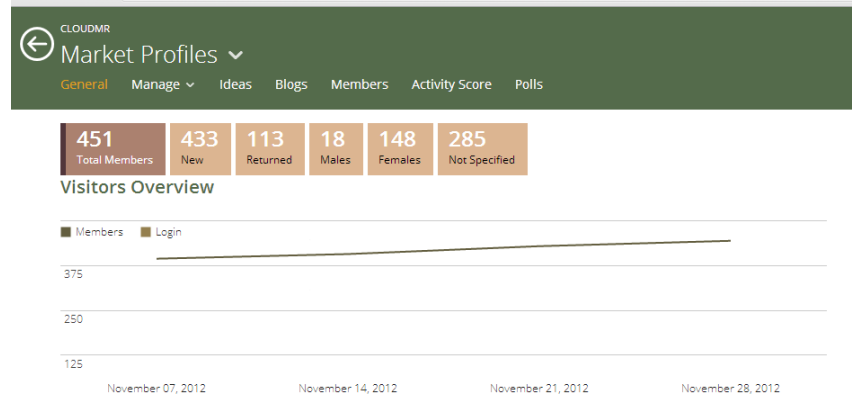 CLOUDMR
Market Profiles
General Manage Ideas Blogs Members Activity Score Polls
451 433 113 18 148 285
Total Members New Returned Males Females Not Specified
Visitors Overview
Members Login
375
250
125
November 07, 2012 November 14, 2012 November 21, 2012 November 28, 2012